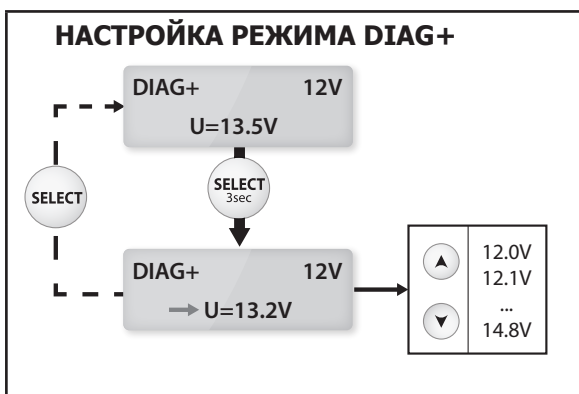 НАСТРОЙКА РЕЖИМА DIAG+
DIAG+ 12V
U=13.5V
SELECT
SELECT
3sec
DIAG+ 12V
U=13.2V
12.0V
12.1V
...
14.8V